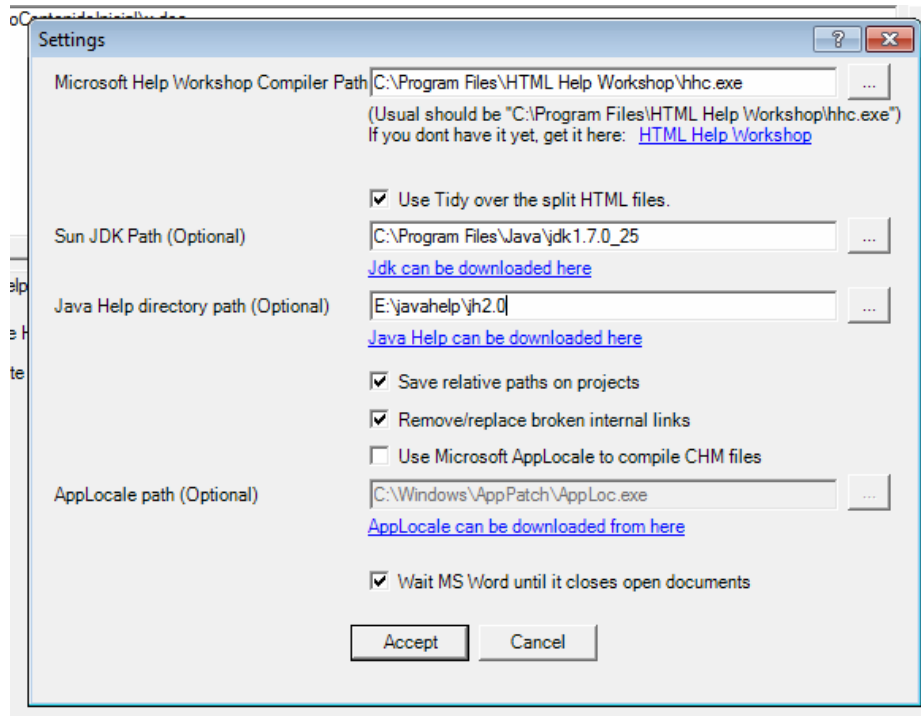 Settings
Microsoft Help Workshop Compiler Path C:\Program Files\HTML Help Workshop\hhc.exe ...
(Usual should be "C:\Program Files\HTML Help Workshop\hhc.exe")
If you dont have it yet, get it here: HTML Help Workshop
Use Tidy over the split HTML files.
Sun JDK Path (Optional) C:\Program Files\Java\jdk1.7.0_25 ...
Jdk can be downloaded here
elp
Java Help directory path (Optional) E:\javahelp\jh2.0 ...
Java Help can be downloaded here
te
Save relative paths on projects
Remove/replace broken internal links
Use Microsoft AppLocale to compile CHM files
AppLocale path (Optional) C:\Windows\AppPatch\AppLoc.exe ...
AppLocale can be downloaded from here
Wait MS Word until it closes open documents
Accept Cancel